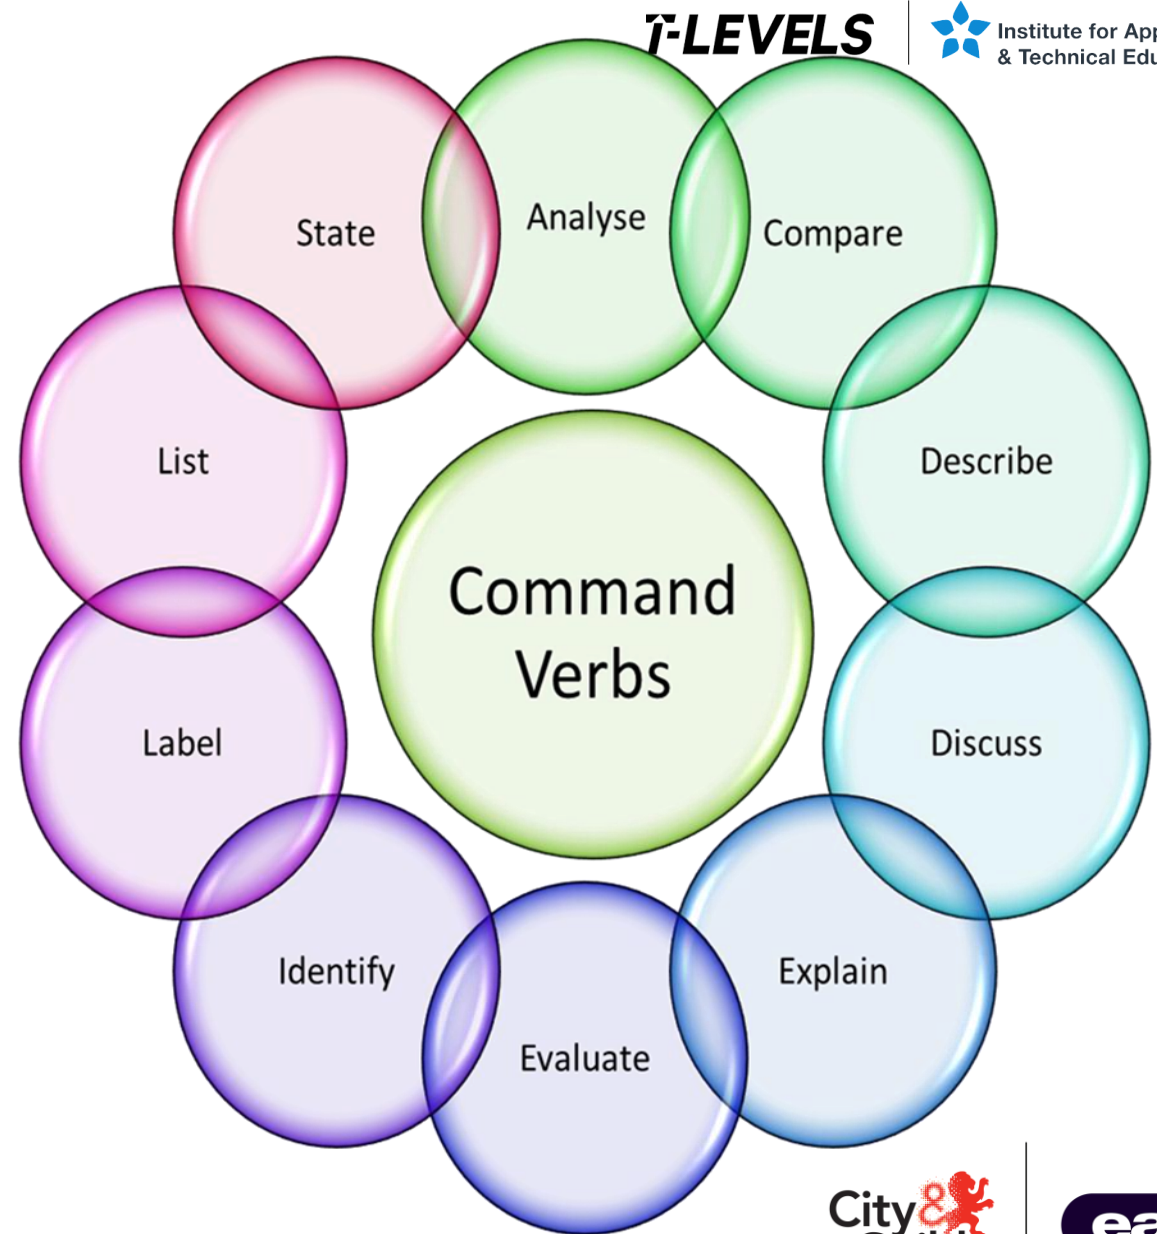 T-LEVELS
Institute for App
& Technical Edu
State
Analyse
Compare
List
Describe
Command
Verbs
Label
Discuss
Identify
Explain
Evaluate
City&
ea